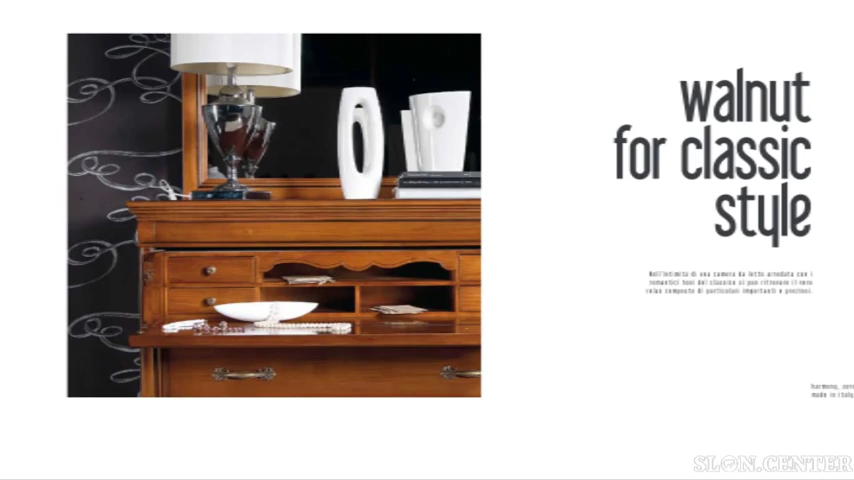 walnut
for classic
style
Nell'intimità di una camera da letto arredata con i
romantici toni del classico si può ritrovare il vero
relax composto di particolari importanti e preziosi.
harmony,
made in italy
SLON.CENTER